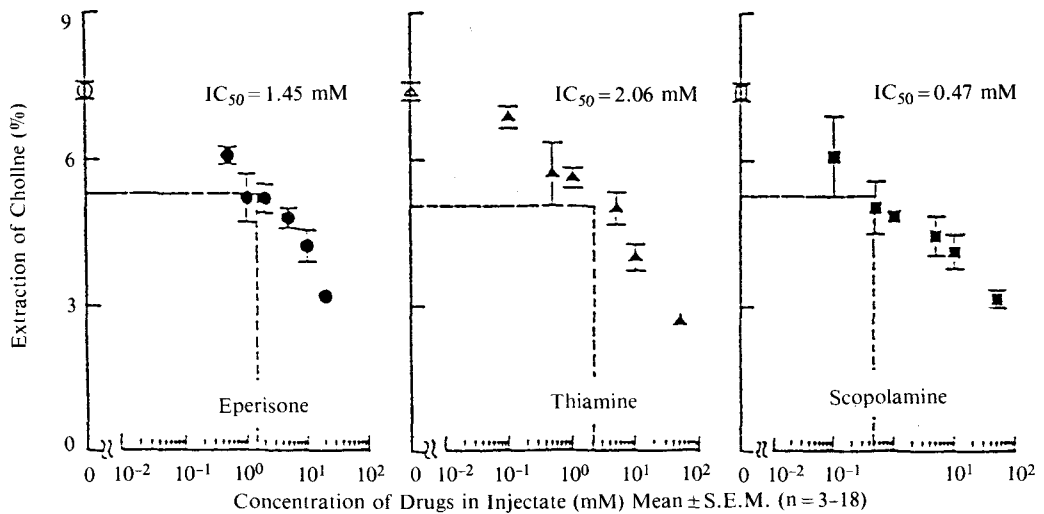 9
6
3
0
Extraction of Choline (%)
IC50 = 1.45 mM
IC50 = 2.06 mM
IC50 = 0.47 mM
Eperisone
Thiamine
Scopolamine
0 10⁻² 10⁻¹ 10⁰ 10¹ 10²
0 10⁻² 10⁻¹ 10⁰ 10¹ 10²
0 10⁻² 10⁻¹ 10¹ 10²
Concentration of Drugs in Injectate (mM) Mean ± S.E.M. (n = 3–18)